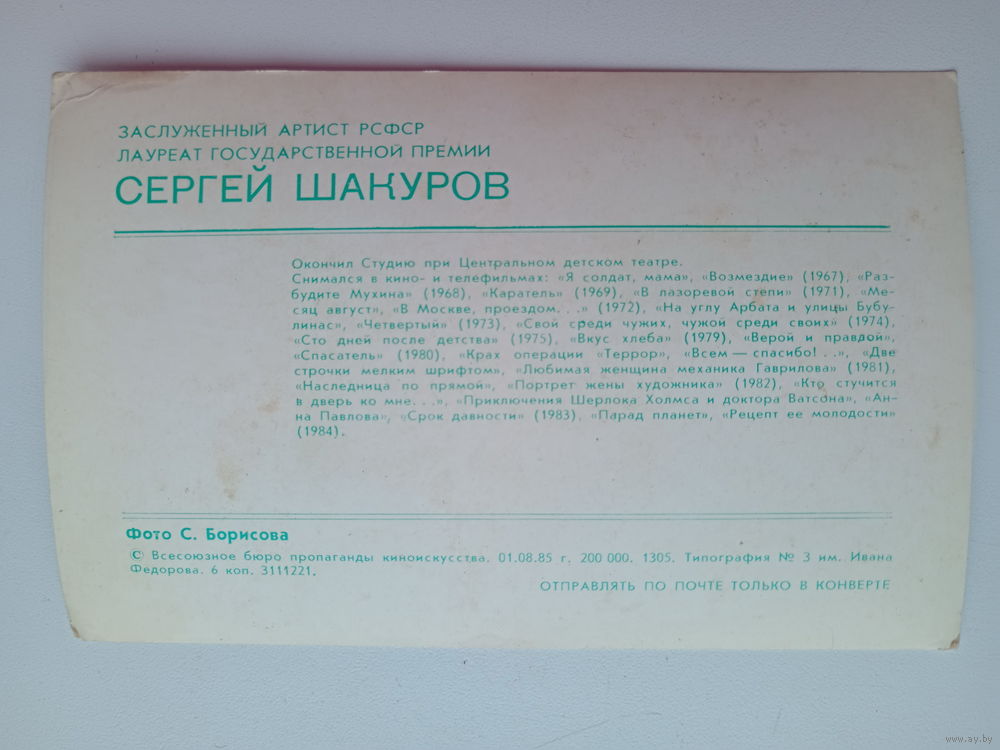 ЗАСЛУЖЕННЫЙ АРТИСТ РСФСР
ЛАУРЕАТ ГОСУДАРСТВЕННОЙ ПРЕМИИ
СЕРГЕЙ ШАКУРОВ
Окончил Студию при Центральном детском театре.
Снимался в кино- и телефильмах: «Я солдат, мама», «Возмездие» (1967), «Раз-
будите Мухина» (1968), «Каратель» (1969), «В лазоревой степи» (1971), «Ме-
сяц август», «В Москве, проездом. . .» (1972), «На углу Арбата и улицы Бубу-
линас», «Четвертый» (1973), «Свой среди чужих, чужой среди своих» (1974),
«Сто дней после детства» (1975), «Вкус хлеба» (1979), «Верой и правдой»,
«Спасатель» (1980), «Крах операции «Террор», «Всем — спасибо! . .», «Две
строчки мелким шрифтом», «Любимая женщина механика Гаврилова» (1981),
«Наследница по прямой», «Портрет жены художника» (1982), «Кто стучится
в дверь ко мне. . .», «Приключения Шерлока Холмса и доктора Ватсона», «Ан-
на Павлова», «Срок давности» (1983), «Парад планет», «Рецепт ее молодости»
(1984).
Фото С. Борисова
© Всесоюзное бюро пропаганды киноискусства. 01.08.85 г. 200 000. 1305. Типография № 3 им. Ивана
Федорова. 6 коп. 3111221.
ОТПРАВЛЯТЬ ПО ПОЧТЕ ТОЛЬКО В КОНВЕРТЕ
www.ay.by